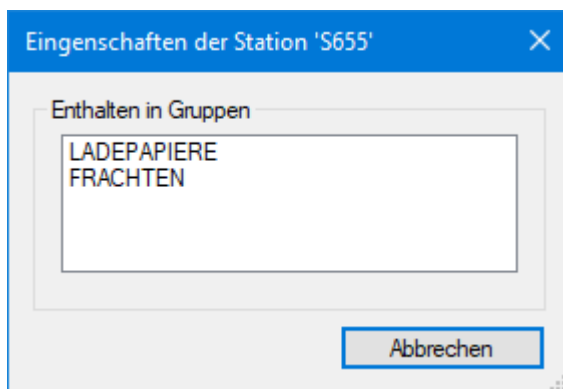 Eingenschaften der Station 'S655'
Enthalten in Gruppen
LADEPAPIERE
FRACHTEN
Abbrechen